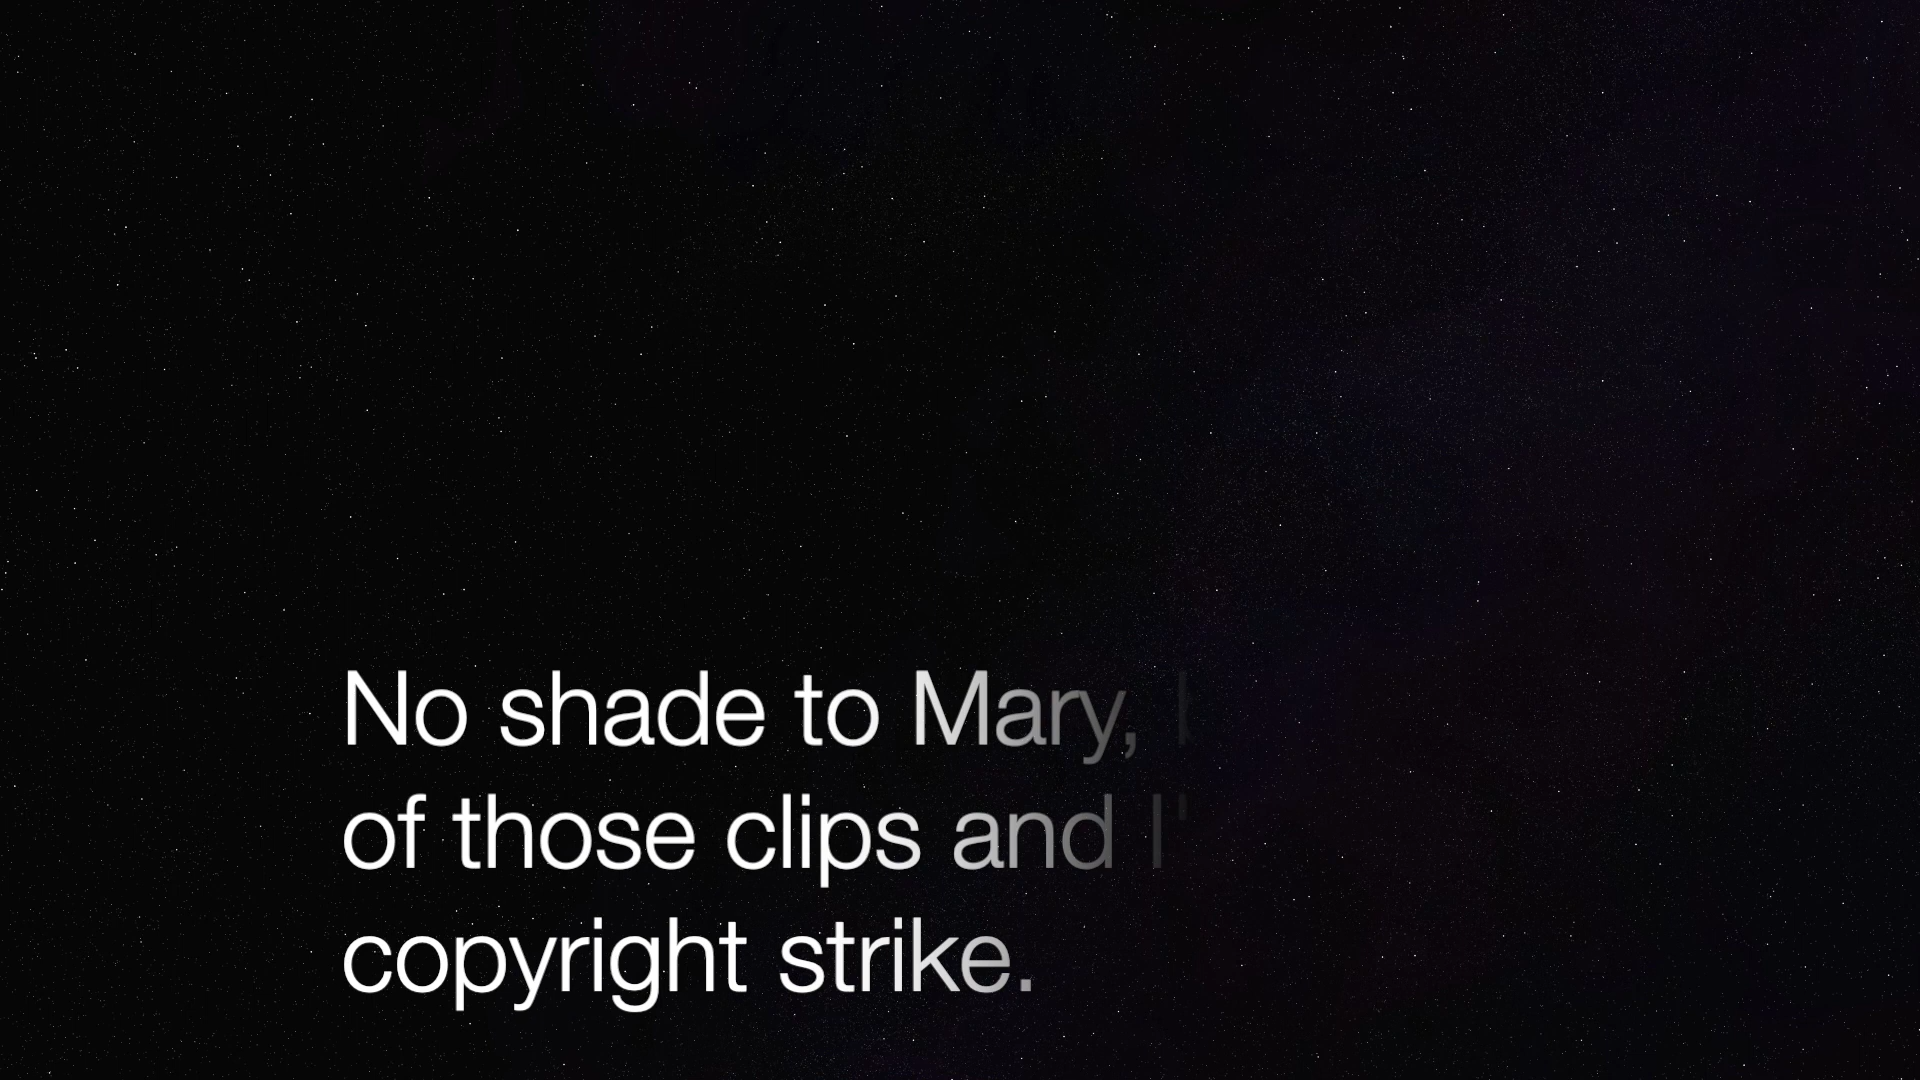 No shade to Mary, I
of those clips and I'
copyright strike.